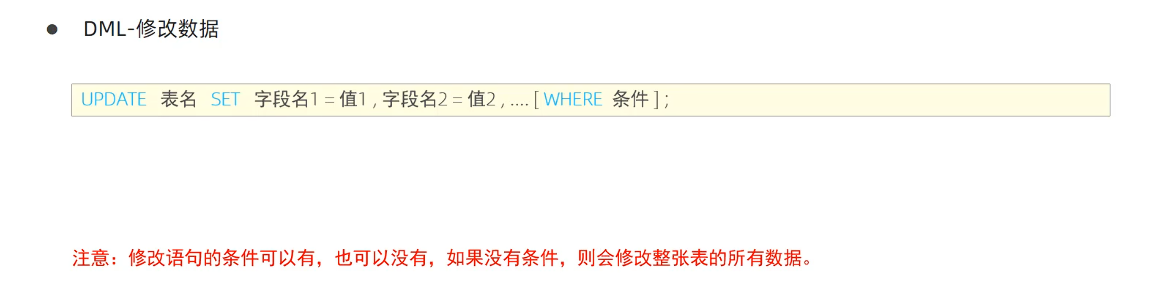 ● DML-修改数据
UPDATE 表名 SET 字段名1 = 值1 , 字段名2 = 值2 , .... [ WHERE 条件 ] ;
注意：修改语句的条件可以有，也可以没有，如果没有条件，则会修改整张表的所有数据。